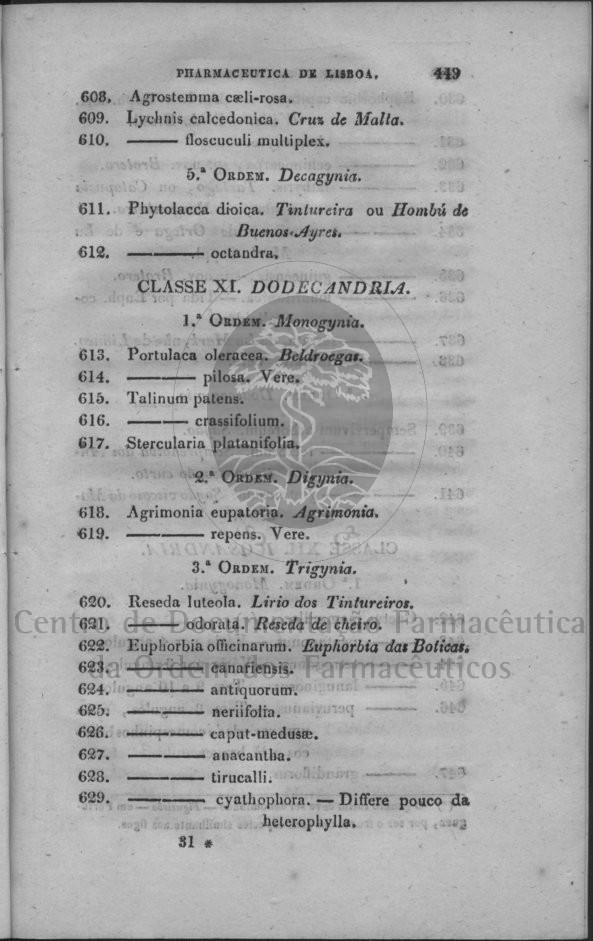 PHARMACEUTICA DE LISBOA. 449
608. Agrostemma cæli-rosa.
609. Lychnis calcedonica. Cruz de Malta.
610. ——— floscuculi multiplex.
5.ª ORDEM. Decagynia.
611. Phytolacca dioica. Tintureira ou Hombú de
Buenos-Ayres.
612. ———— octandra.
CLASSE XI. DODECANDRIA.
1.ª ORDEM. Monogynia.
613. Portulaca oleracea. Beldroegas.
614. ———— pilosa. Vere.
615. Talinum patens.
616. ———— crassifolium.
617. Stercularia platanifolia.
2.ª ORDEM. Digynia.
618. Agrimonia eupatoria. Agrimonia.
619. ———— repens. Vere.
3.ª ORDEM. Trigynia.
620. Reseda luteola. Lirio dos Tintureiros.
Centro de Documentação Farmacêutica
621. ——— odorata. Reseda de cheiro.
622. Euphorbia officinarum. Euphorbia das Boticas.
da Ordem dos Farmacêuticos
623. ———— canariensis.
624. ———— antiquorum.
625. ———— neriifolia.
626. ———— caput-medusæ.
627. ———— anacantha.
628. ———— tirucalli.
629. ———— cyathophora. — Differe pouco da
heterophylla.
31 *